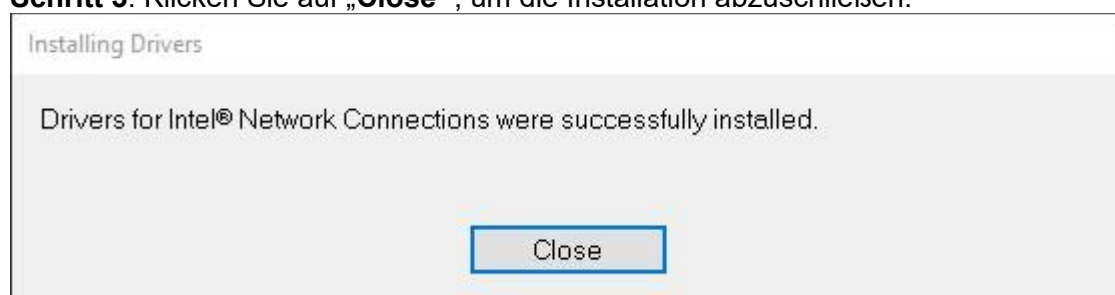 Schritt 5: Klicken Sie auf „Close“, um die Installation abzuschließen.
Installing Drivers
Drivers for Intel® Network Connections were successfully installed.
Close